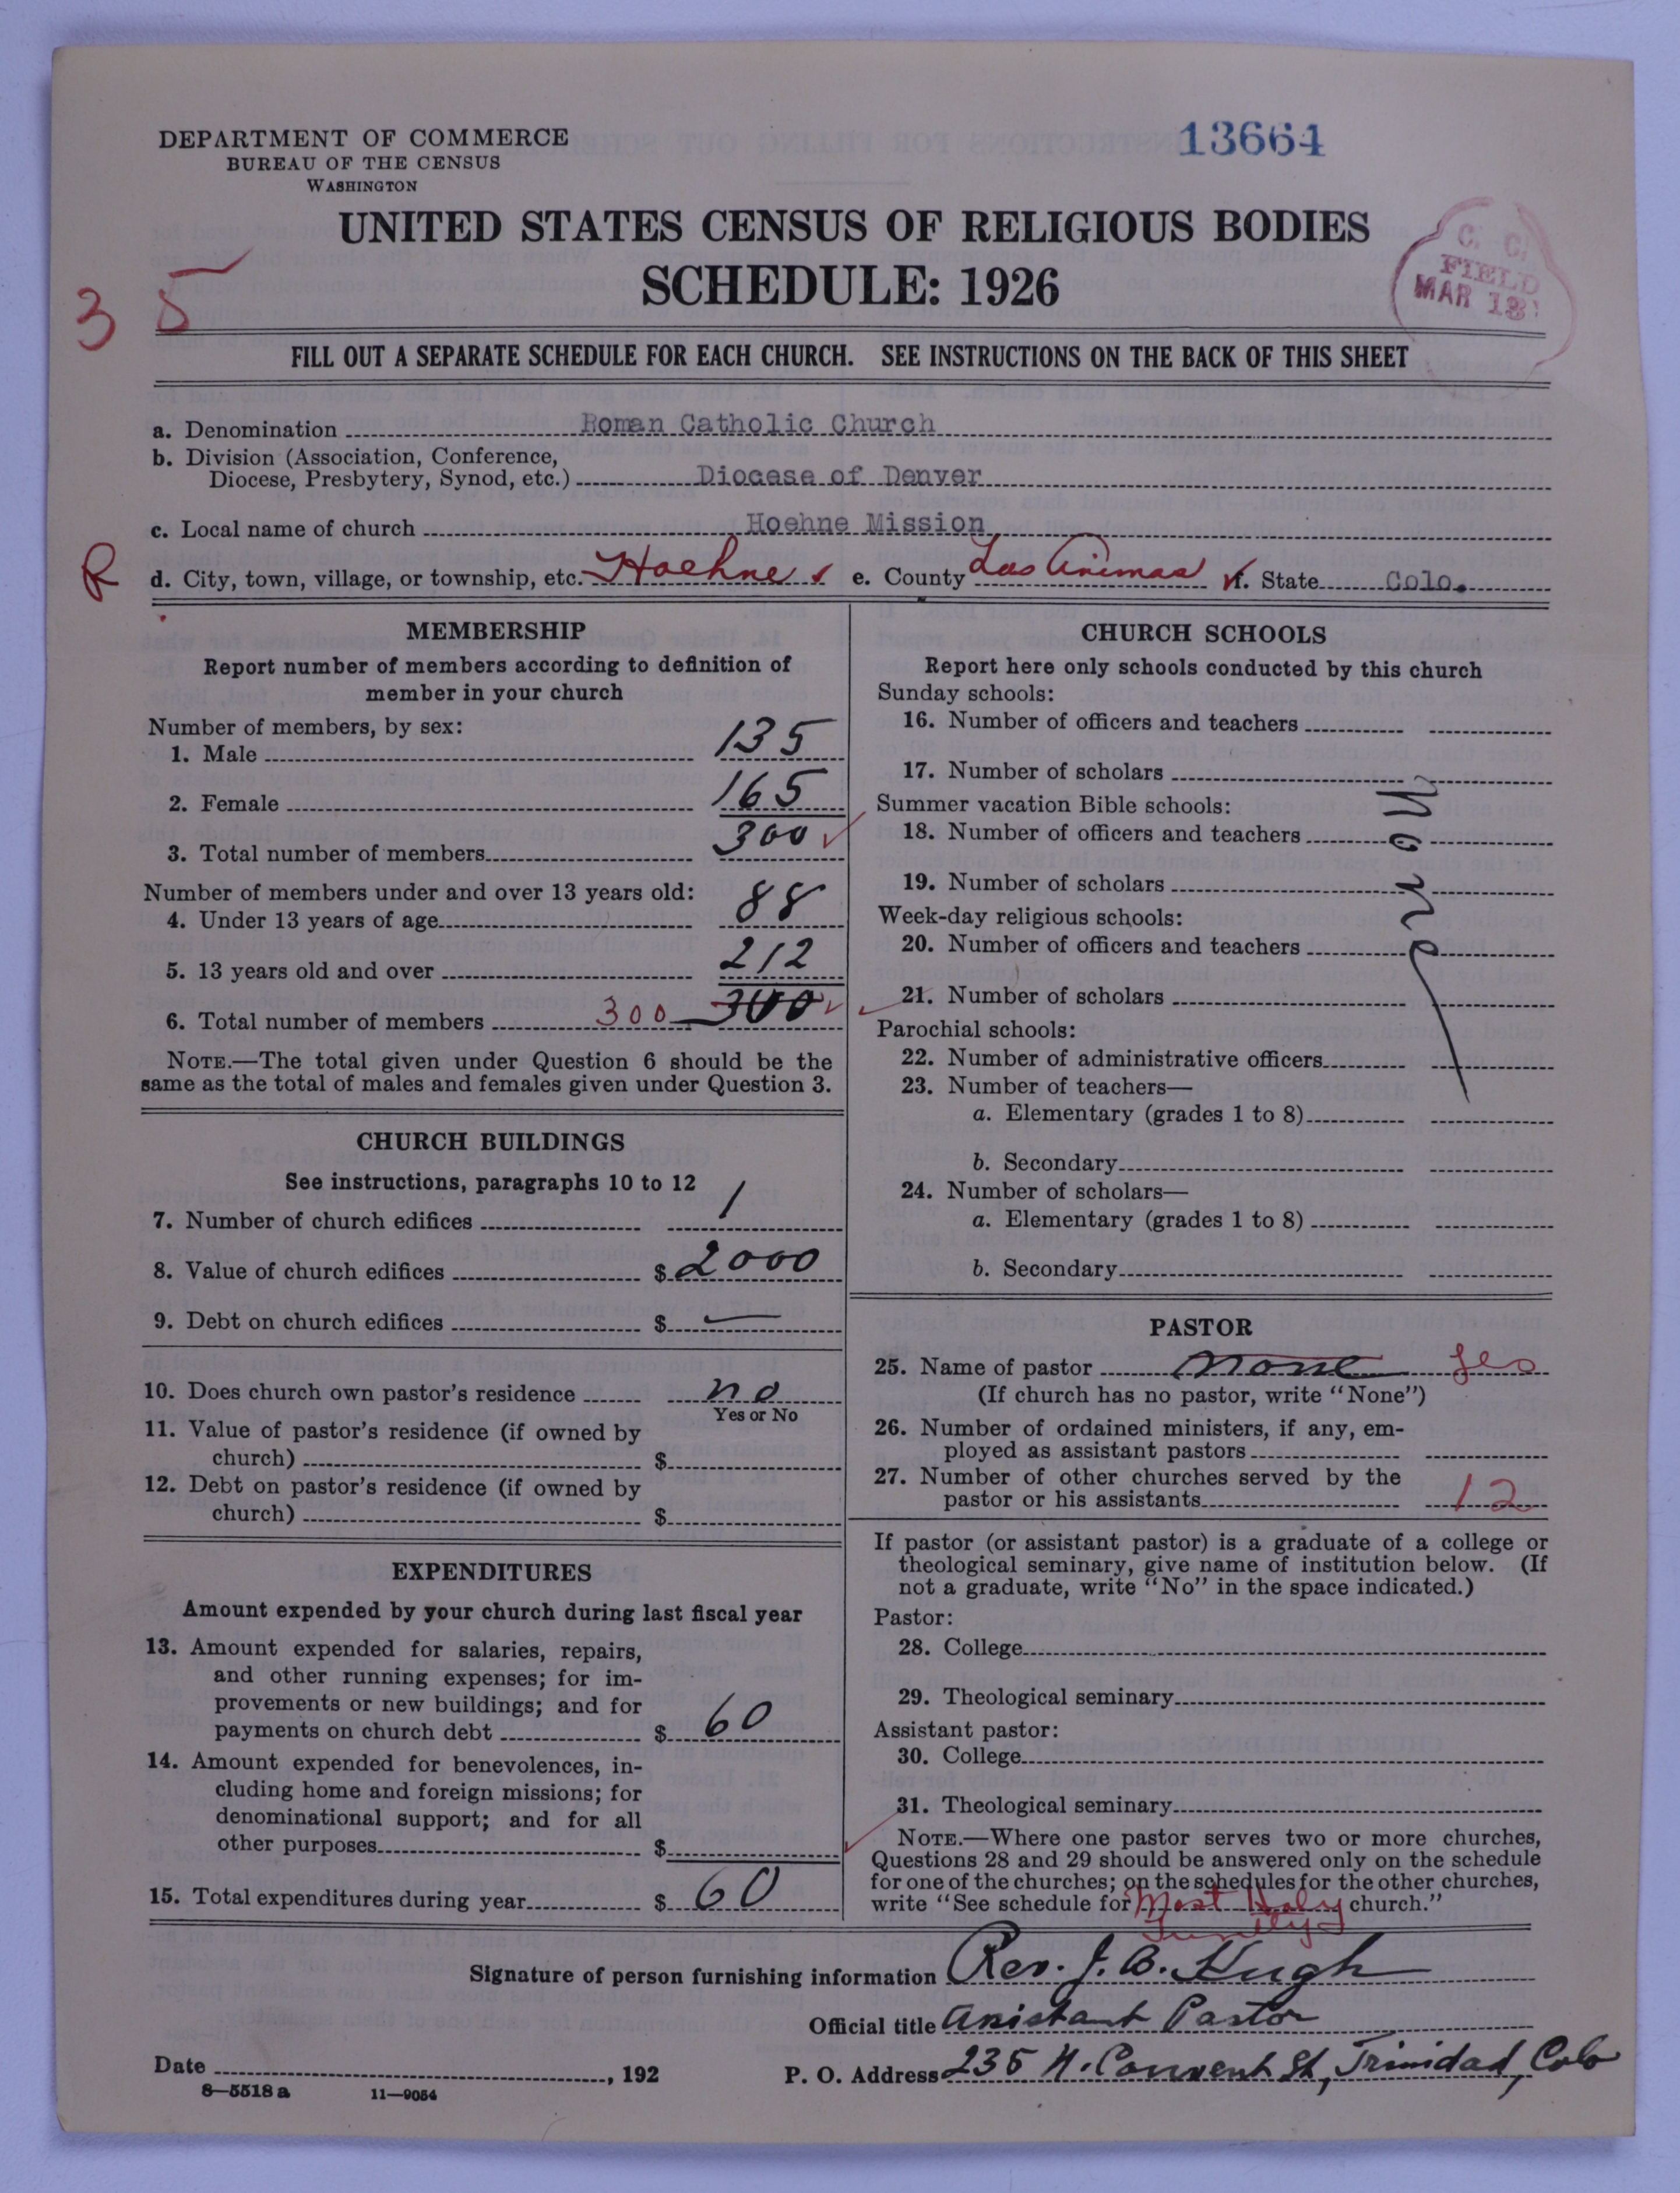 DEPARTMENT OF COMMERCE
BUREAU OF THE CENSUS
WASHINGTON
13664
UNITED STATES CENSUS OF RELIGIOUS BODIES
SCHEDULE: 1926
C. C.
FIELD
MAR 18
3 5
FILL OUT A SEPARATE SCHEDULE FOR EACH CHURCH. SEE INSTRUCTIONS ON THE BACK OF THIS SHEET
a. Denomination Roman Catholic Church
b. Division (Association, Conference,
Diocese, Presbytery, Synod, etc.) Diocese of Denver
c. Local name of church Hoehne Mission
R d. City, town, village, or township, etc. Hoehne e. County Las Animas f. State Colo.
MEMBERSHIP
Report number of members according to definition of
member in your church
Number of members, by sex:
1. Male 135
2. Female 165
3. Total number of members 300
Number of members under and over 13 years old:
4. Under 13 years of age 88
5. 13 years old and over 212
6. Total number of members 300 300
NOTE.—The total given under Question 6 should be the
same as the total of males and females given under Question 3.
CHURCH BUILDINGS
See instructions, paragraphs 10 to 12
7. Number of church edifices 1
8. Value of church edifices $ 2000
9. Debt on church edifices $ —
10. Does church own pastor's residence no
Yes or No
11. Value of pastor's residence (if owned by
church) $
12. Debt on pastor's residence (if owned by
church) $
EXPENDITURES
Amount expended by your church during last fiscal year
13. Amount expended for salaries, repairs,
and other running expenses; for im-
provements or new buildings; and for
payments on church debt $ 60
14. Amount expended for benevolences, in-
cluding home and foreign missions; for
denominational support; and for all
other purposes $
15. Total expenditures during year $ 60
CHURCH SCHOOLS
Report here only schools conducted by this church
Sunday schools:
16. Number of officers and teachers
17. Number of scholars
Summer vacation Bible schools:
18. Number of officers and teachers
19. Number of scholars
Week-day religious schools:
20. Number of officers and teachers
21. Number of scholars
Parochial schools:
22. Number of administrative officers
23. Number of teachers—
a. Elementary (grades 1 to 8)
b. Secondary
24. Number of scholars—
a. Elementary (grades 1 to 8)
b. Secondary
None
PASTOR
25. Name of pastor None Yes
(If church has no pastor, write "None")
26. Number of ordained ministers, if any, em-
ployed as assistant pastors
27. Number of other churches served by the
pastor or his assistants 12
If pastor (or assistant pastor) is a graduate of a college or
theological seminary, give name of institution below. (If
not a graduate, write "No" in the space indicated.)
Pastor:
28. College
29. Theological seminary
Assistant pastor:
30. College
31. Theological seminary
NOTE.—Where one pastor serves two or more churches,
Questions 28 and 29 should be answered only on the schedule
for one of the churches; on the schedules for the other churches,
write "See schedule for Most Holy church."
Trinity
Signature of person furnishing information Rev. J. B. Hugh
Official title Assistant Pastor
Date , 192 P. O. Address 235 N. Convent St, Trinidad, Colo
8—5518 a 11—9054